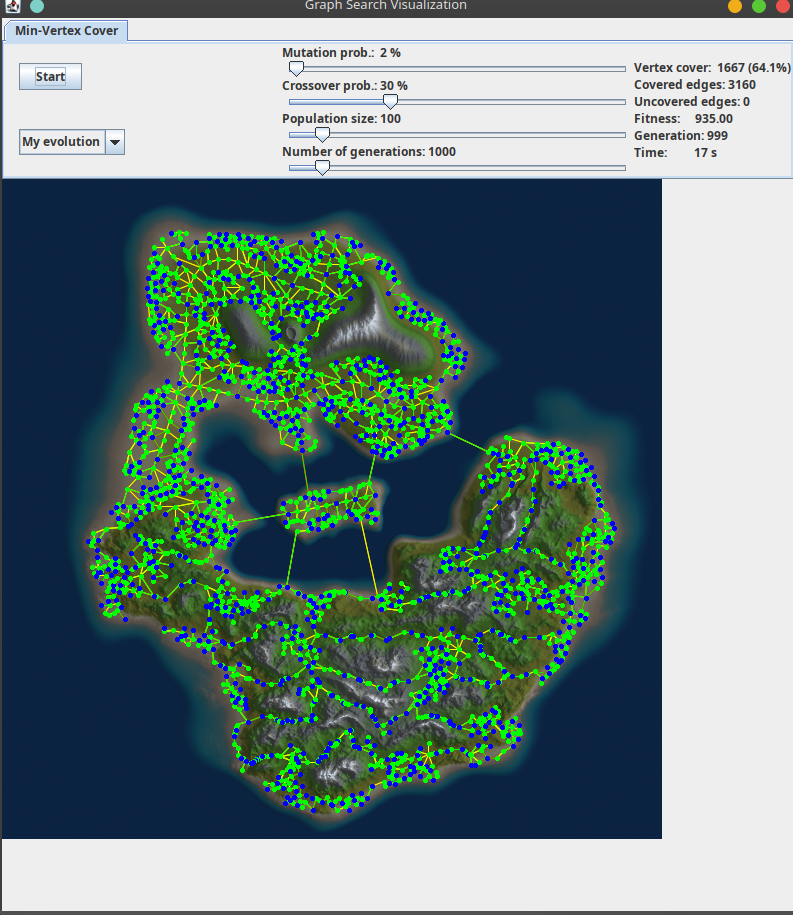 Graph Search Visualization
Min-Vertex Cover
Start
My evolution
Mutation prob.: 2 %
Crossover prob.: 30 %
Population size: 100
Number of generations: 1000
Vertex cover: 1667 (64.1%)
Covered edges: 3160
Uncovered edges: 0
Fitness: 935.00
Generation: 999
Time: 17 s